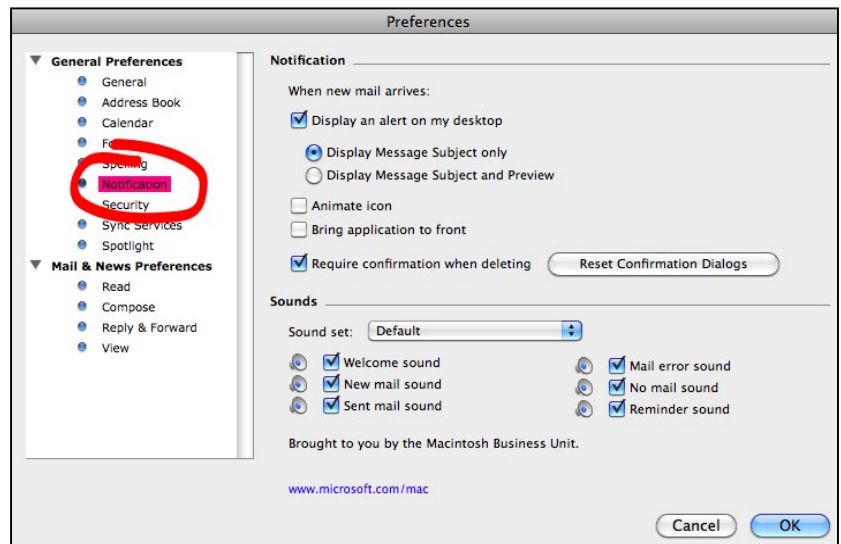 Preferences
General Preferences
General
Address Book
Calendar
Spelling
Notification
Security
Sync Services
Spotlight
Mail & News Preferences
Read
Compose
Reply & Forward
View
Notification
When new mail arrives:
Display an alert on my desktop
Display Message Subject only
Display Message Subject and Preview
Animate icon
Bring application to front
Require confirmation when deleting Reset Confirmation Dialogs
Sounds
Sound set: Default
Welcome sound Mail error sound
New mail sound No mail sound
Sent mail sound Reminder sound
Brought to you by the Macintosh Business Unit.
www.microsoft.com/mac
Cancel OK